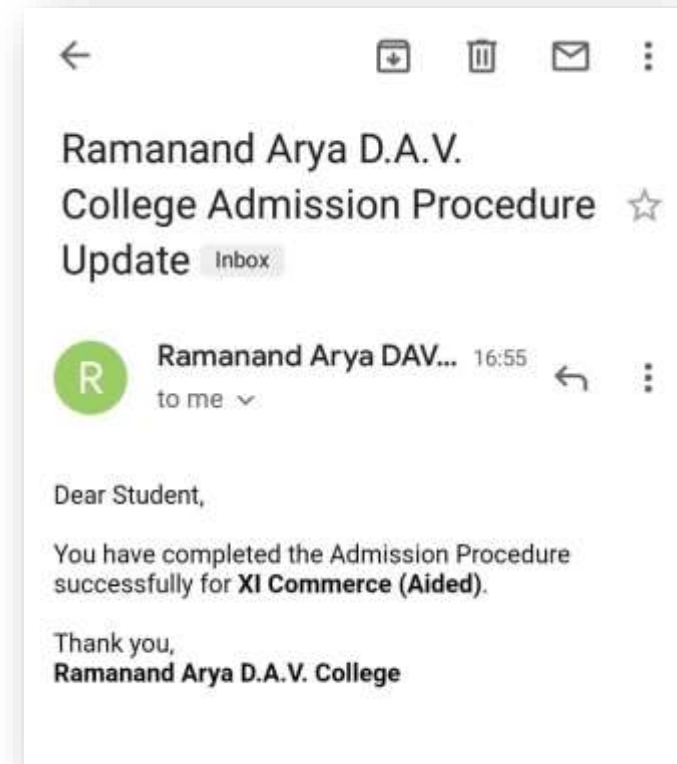 Ramanand Arya D.A.V.
College Admission Procedure
Update Inbox
R
Ramanand Arya DAV... 16:55
to me
Dear Student,
You have completed the Admission Procedure
successfully for XI Commerce (Aided).
Thank you,
Ramanand Arya D.A.V. College